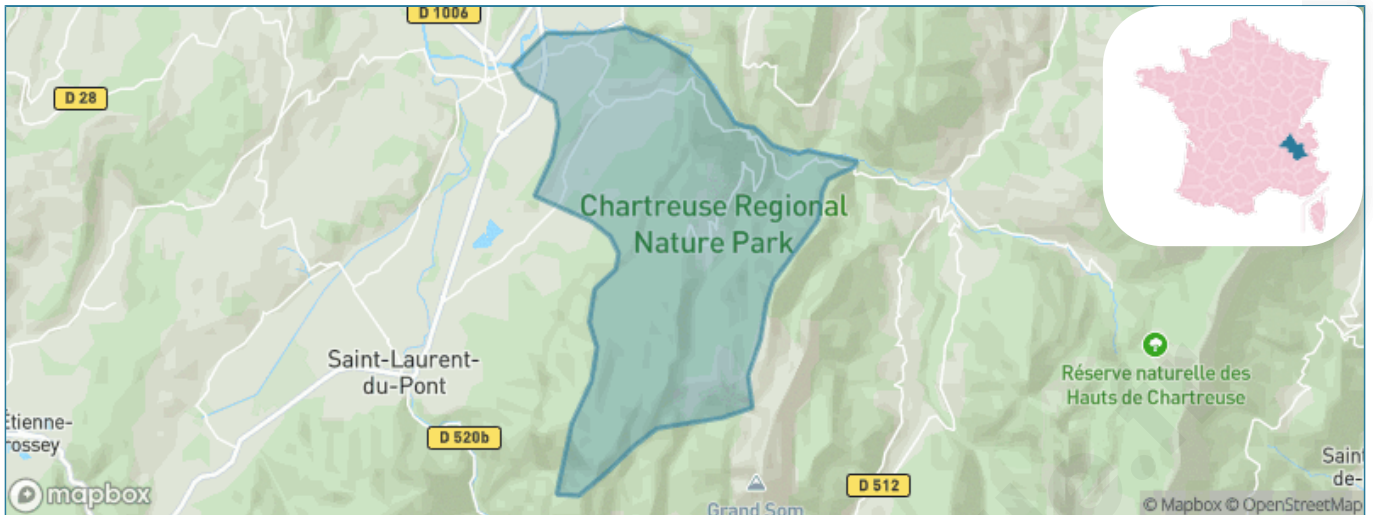 D 1006
D 28
Chartreuse Regional
Nature Park
Saint-Laurent-
du-Pont
Réserve naturelle des
Hauts de Chartreuse
Étienne-
rossey
D 520b
D 512
Grand Som
Saint
de-
mapbox
© Mapbox © OpenStreetMap